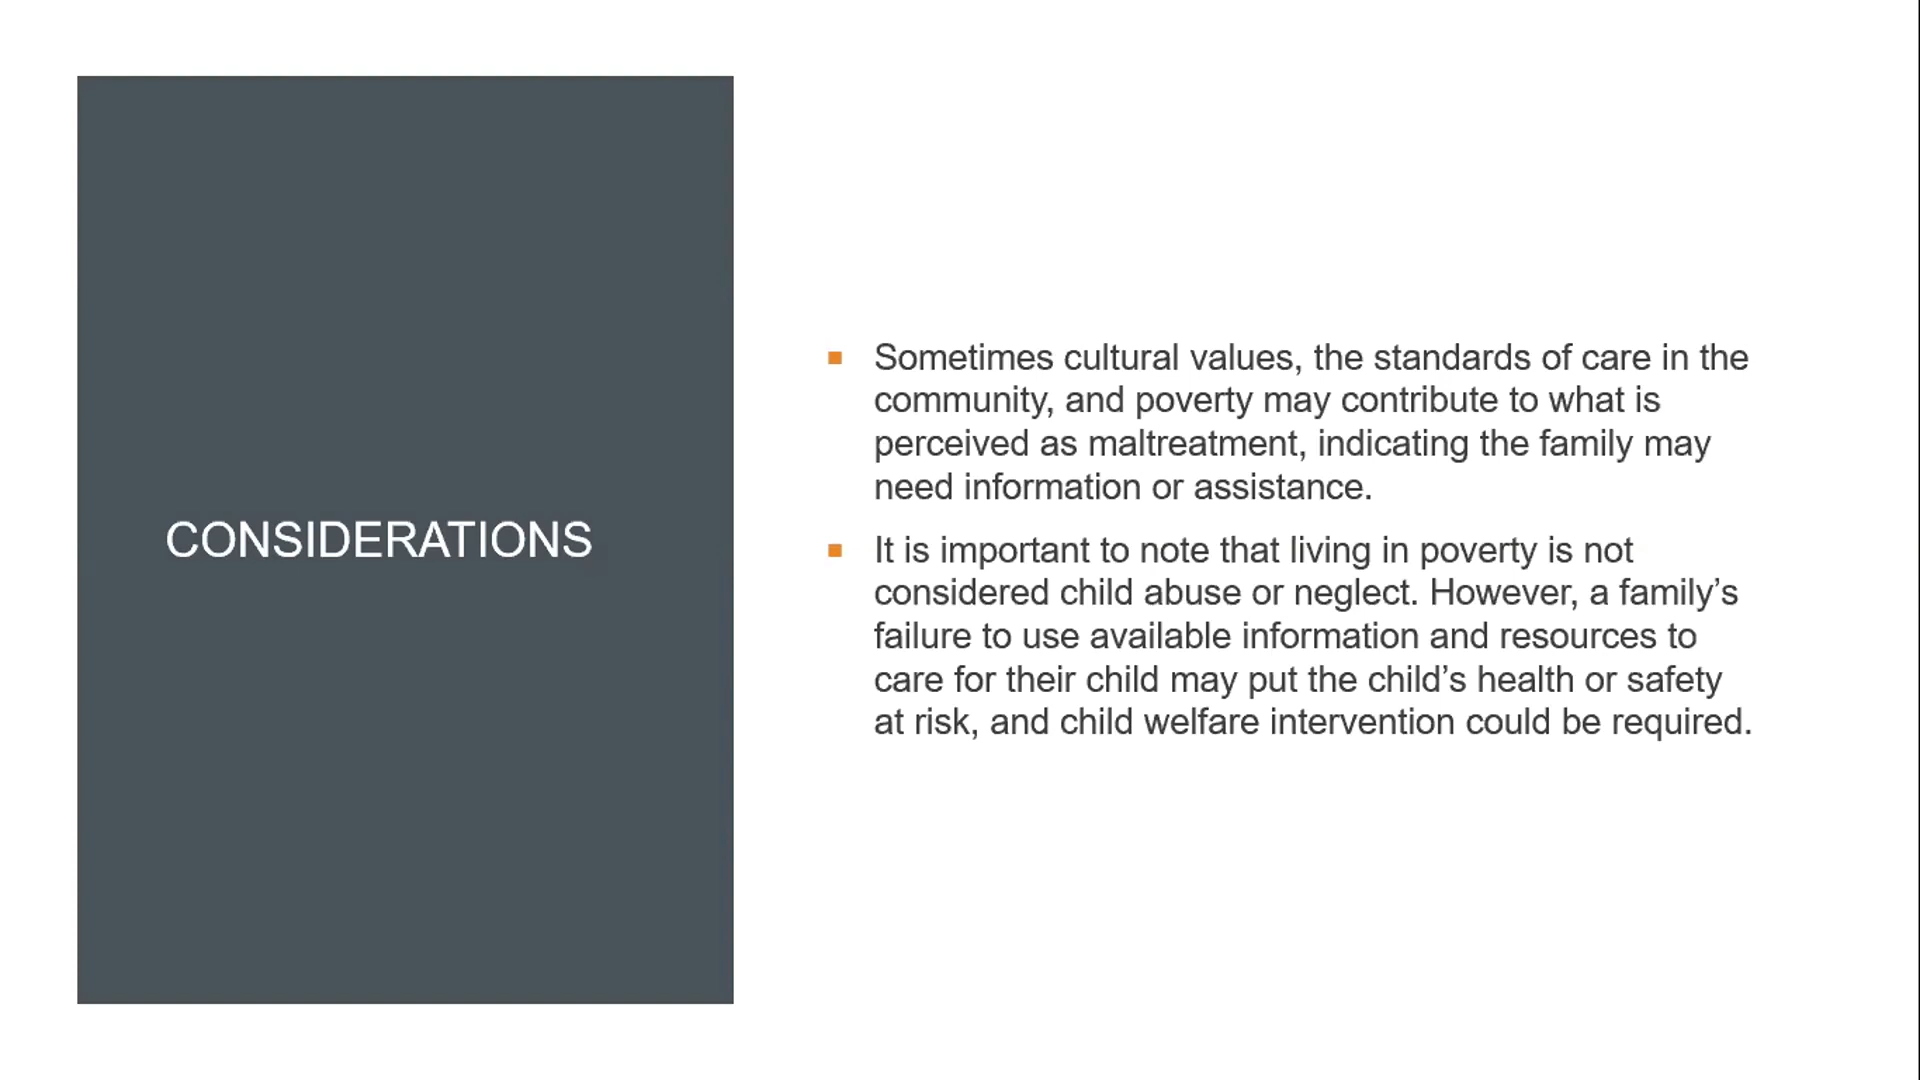 CONSIDERATIONS
Sometimes cultural values, the standards of care in the
community, and poverty may contribute to what is
perceived as maltreatment, indicating the family may
need information or assistance.
It is important to note that living in poverty is not
considered child abuse or neglect. However, a family’s
failure to use available information and resources to
care for their child may put the child’s health or safety
at risk, and child welfare intervention could be required.